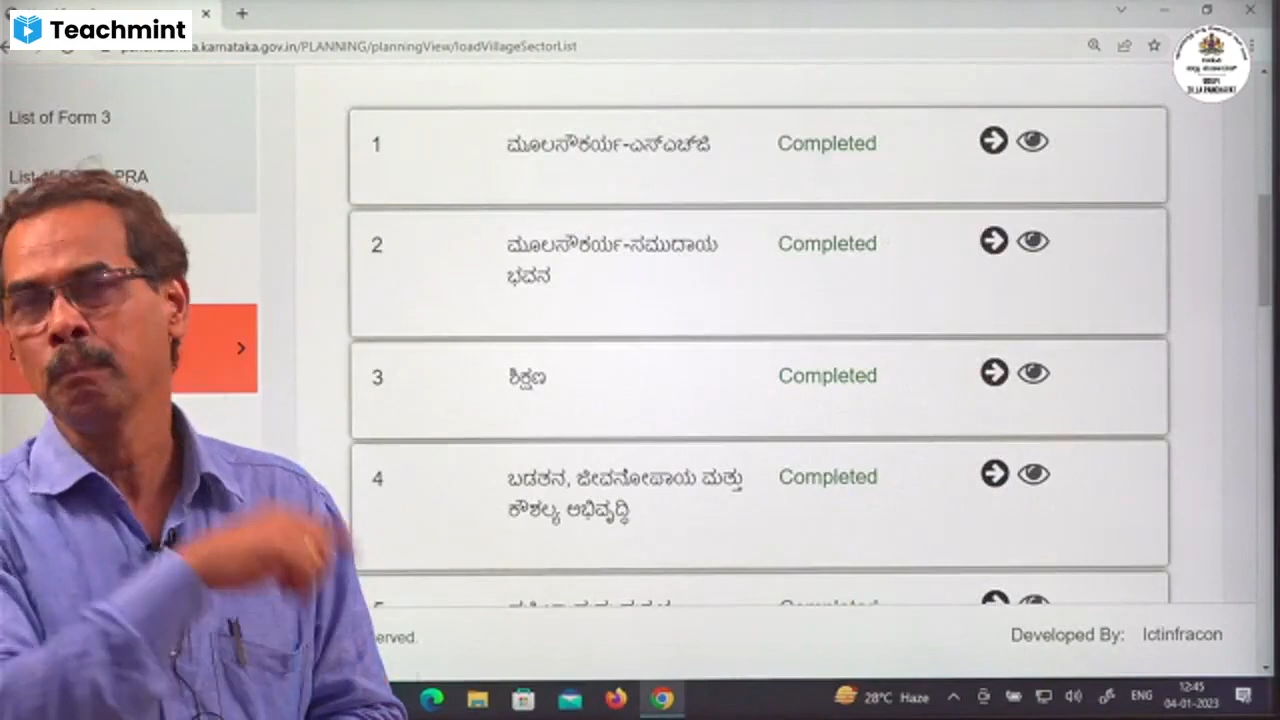 Teachmint
karnataka.gov.in/PLANNING/planningView/loadVillageSectorList
List of Form 3
PRA
1 ಮೂಲಸೌಕರ್ಯ-ಎಸ್ಎಚ್‌ಜಿ Completed
2 ಮೂಲಸೌಕರ್ಯ-ಸಮುದಾಯ Completed
ಭವನ
3 ಶಿಕ್ಷಣ Completed
4 ಬಡತನ, ಜೀವನೋಪಾಯ ಮತ್ತು Completed
ಕೌಶಲ್ಯ ಅಭಿವೃದ್ಧಿ
erved.
Developed By: Ictinfracon
28°C Haze ENG 12:45
04-01-2023